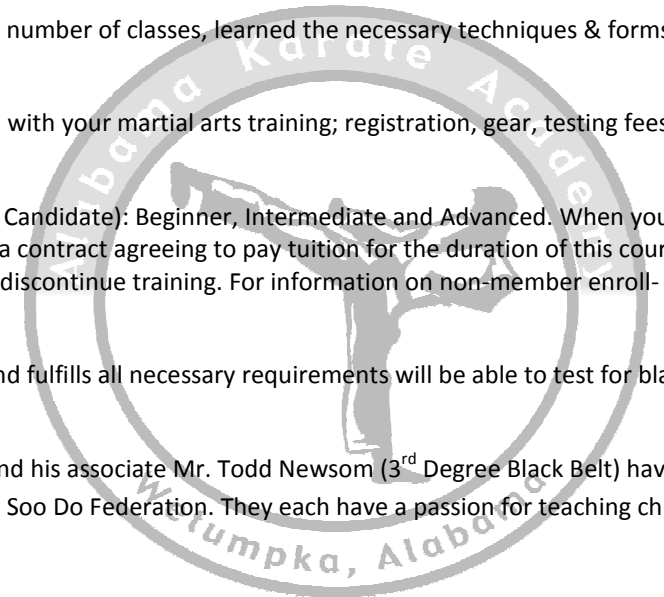 number of classes, learned the necessary techniques & forms
with your martial arts training; registration, gear, testing fees
Candidate): Beginner, Intermediate and Advanced. When you
a contract agreeing to pay tuition for the duration of this cour
discontinue training. For information on non-member enroll-
nd fulfills all necessary requirements will be able to test for bla
nd his associate Mr. Todd Newsom (3rd Degree Black Belt) hav
Soo Do Federation. They each have a passion for teaching ch
Alabama Karate Academy
Wetumpka, Alabama